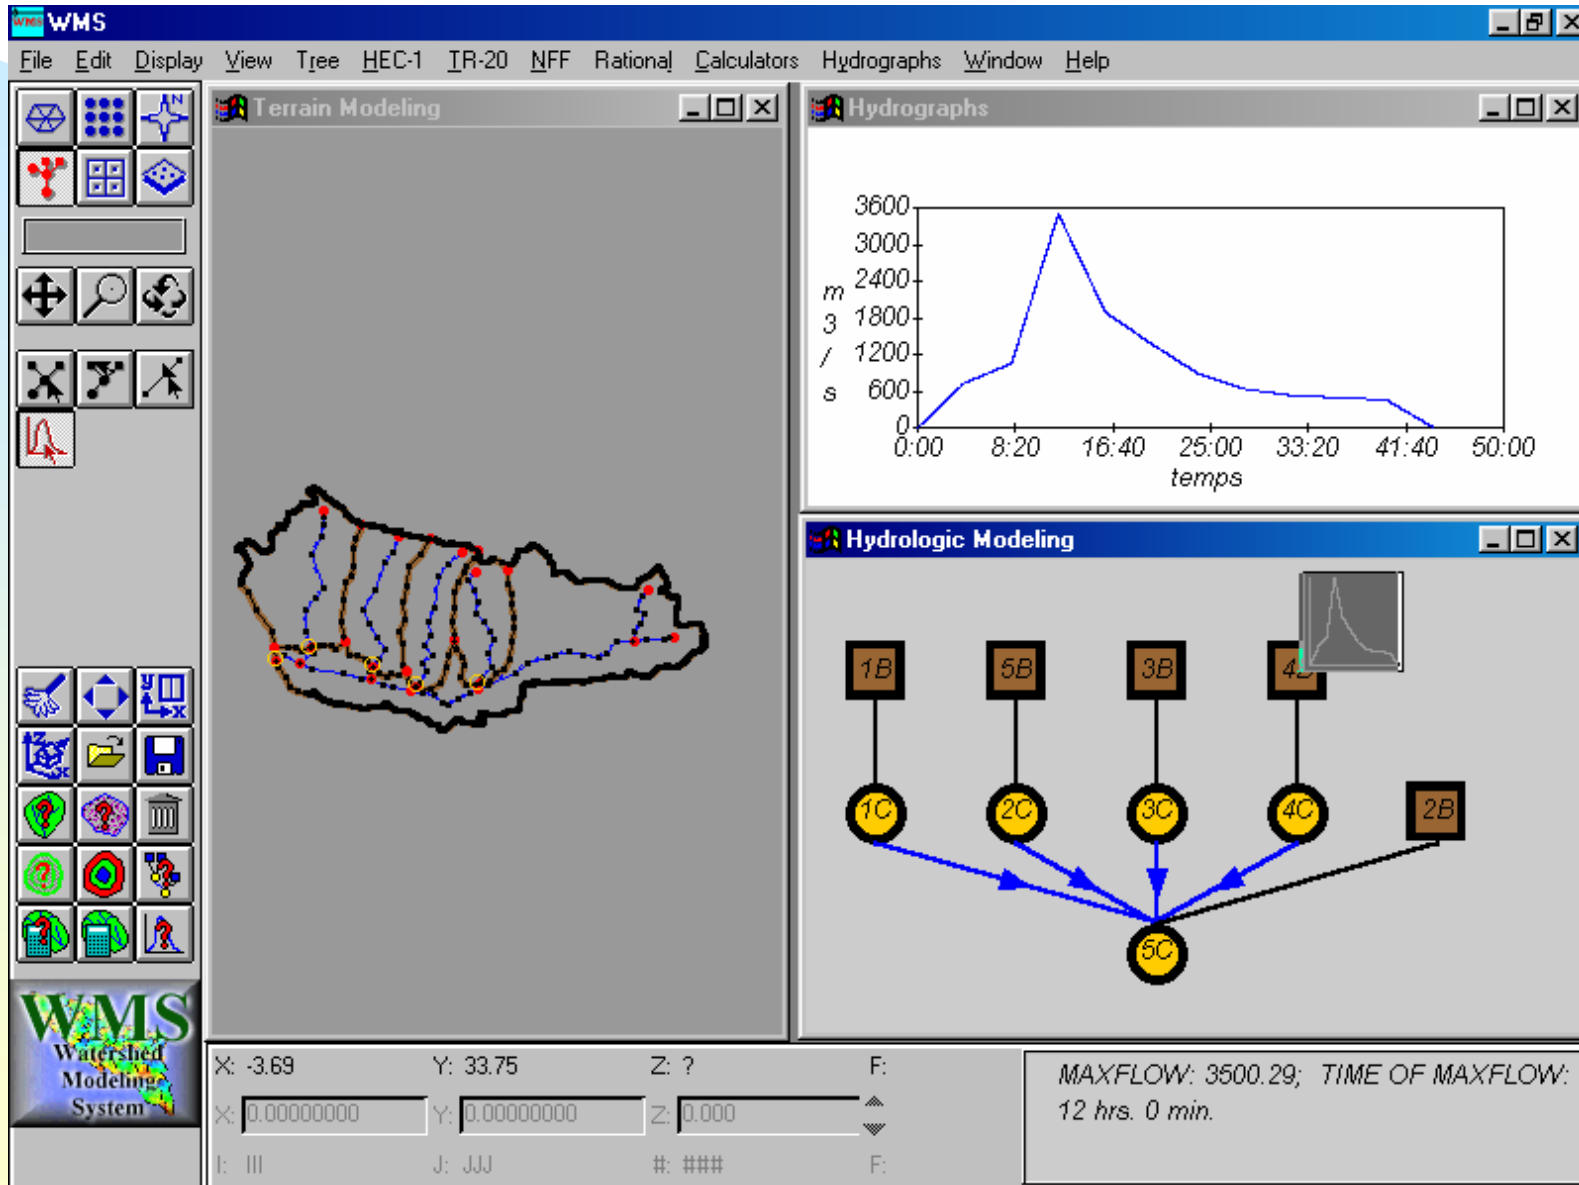 WMS WMS
File Edit Display View Tree HEC-1 TR-20 NFF Rational Calculators Hydrographs Window Help
Terrain Modeling
Hydrographs
3600
3000
2400
1800
1200
600
0
m
3
/
s
0:00 8:20 16:40 25:00 33:20 41:40 50:00
temps
Hydrologic Modeling
1B 5B 3B 4B
1C 2C 3C 4C 2B
5C
N
y
x
z
x
WMS
Watershed
Modeling
System
X: -3.69 Y: 33.75 Z: ? F:
X: 0.00000000 Y: 0.00000000 Z: 0.000
I: III J: JJJ #: ### F:
MAXFLOW: 3500.29; TIME OF MAXFLOW:
12 hrs. 0 min.